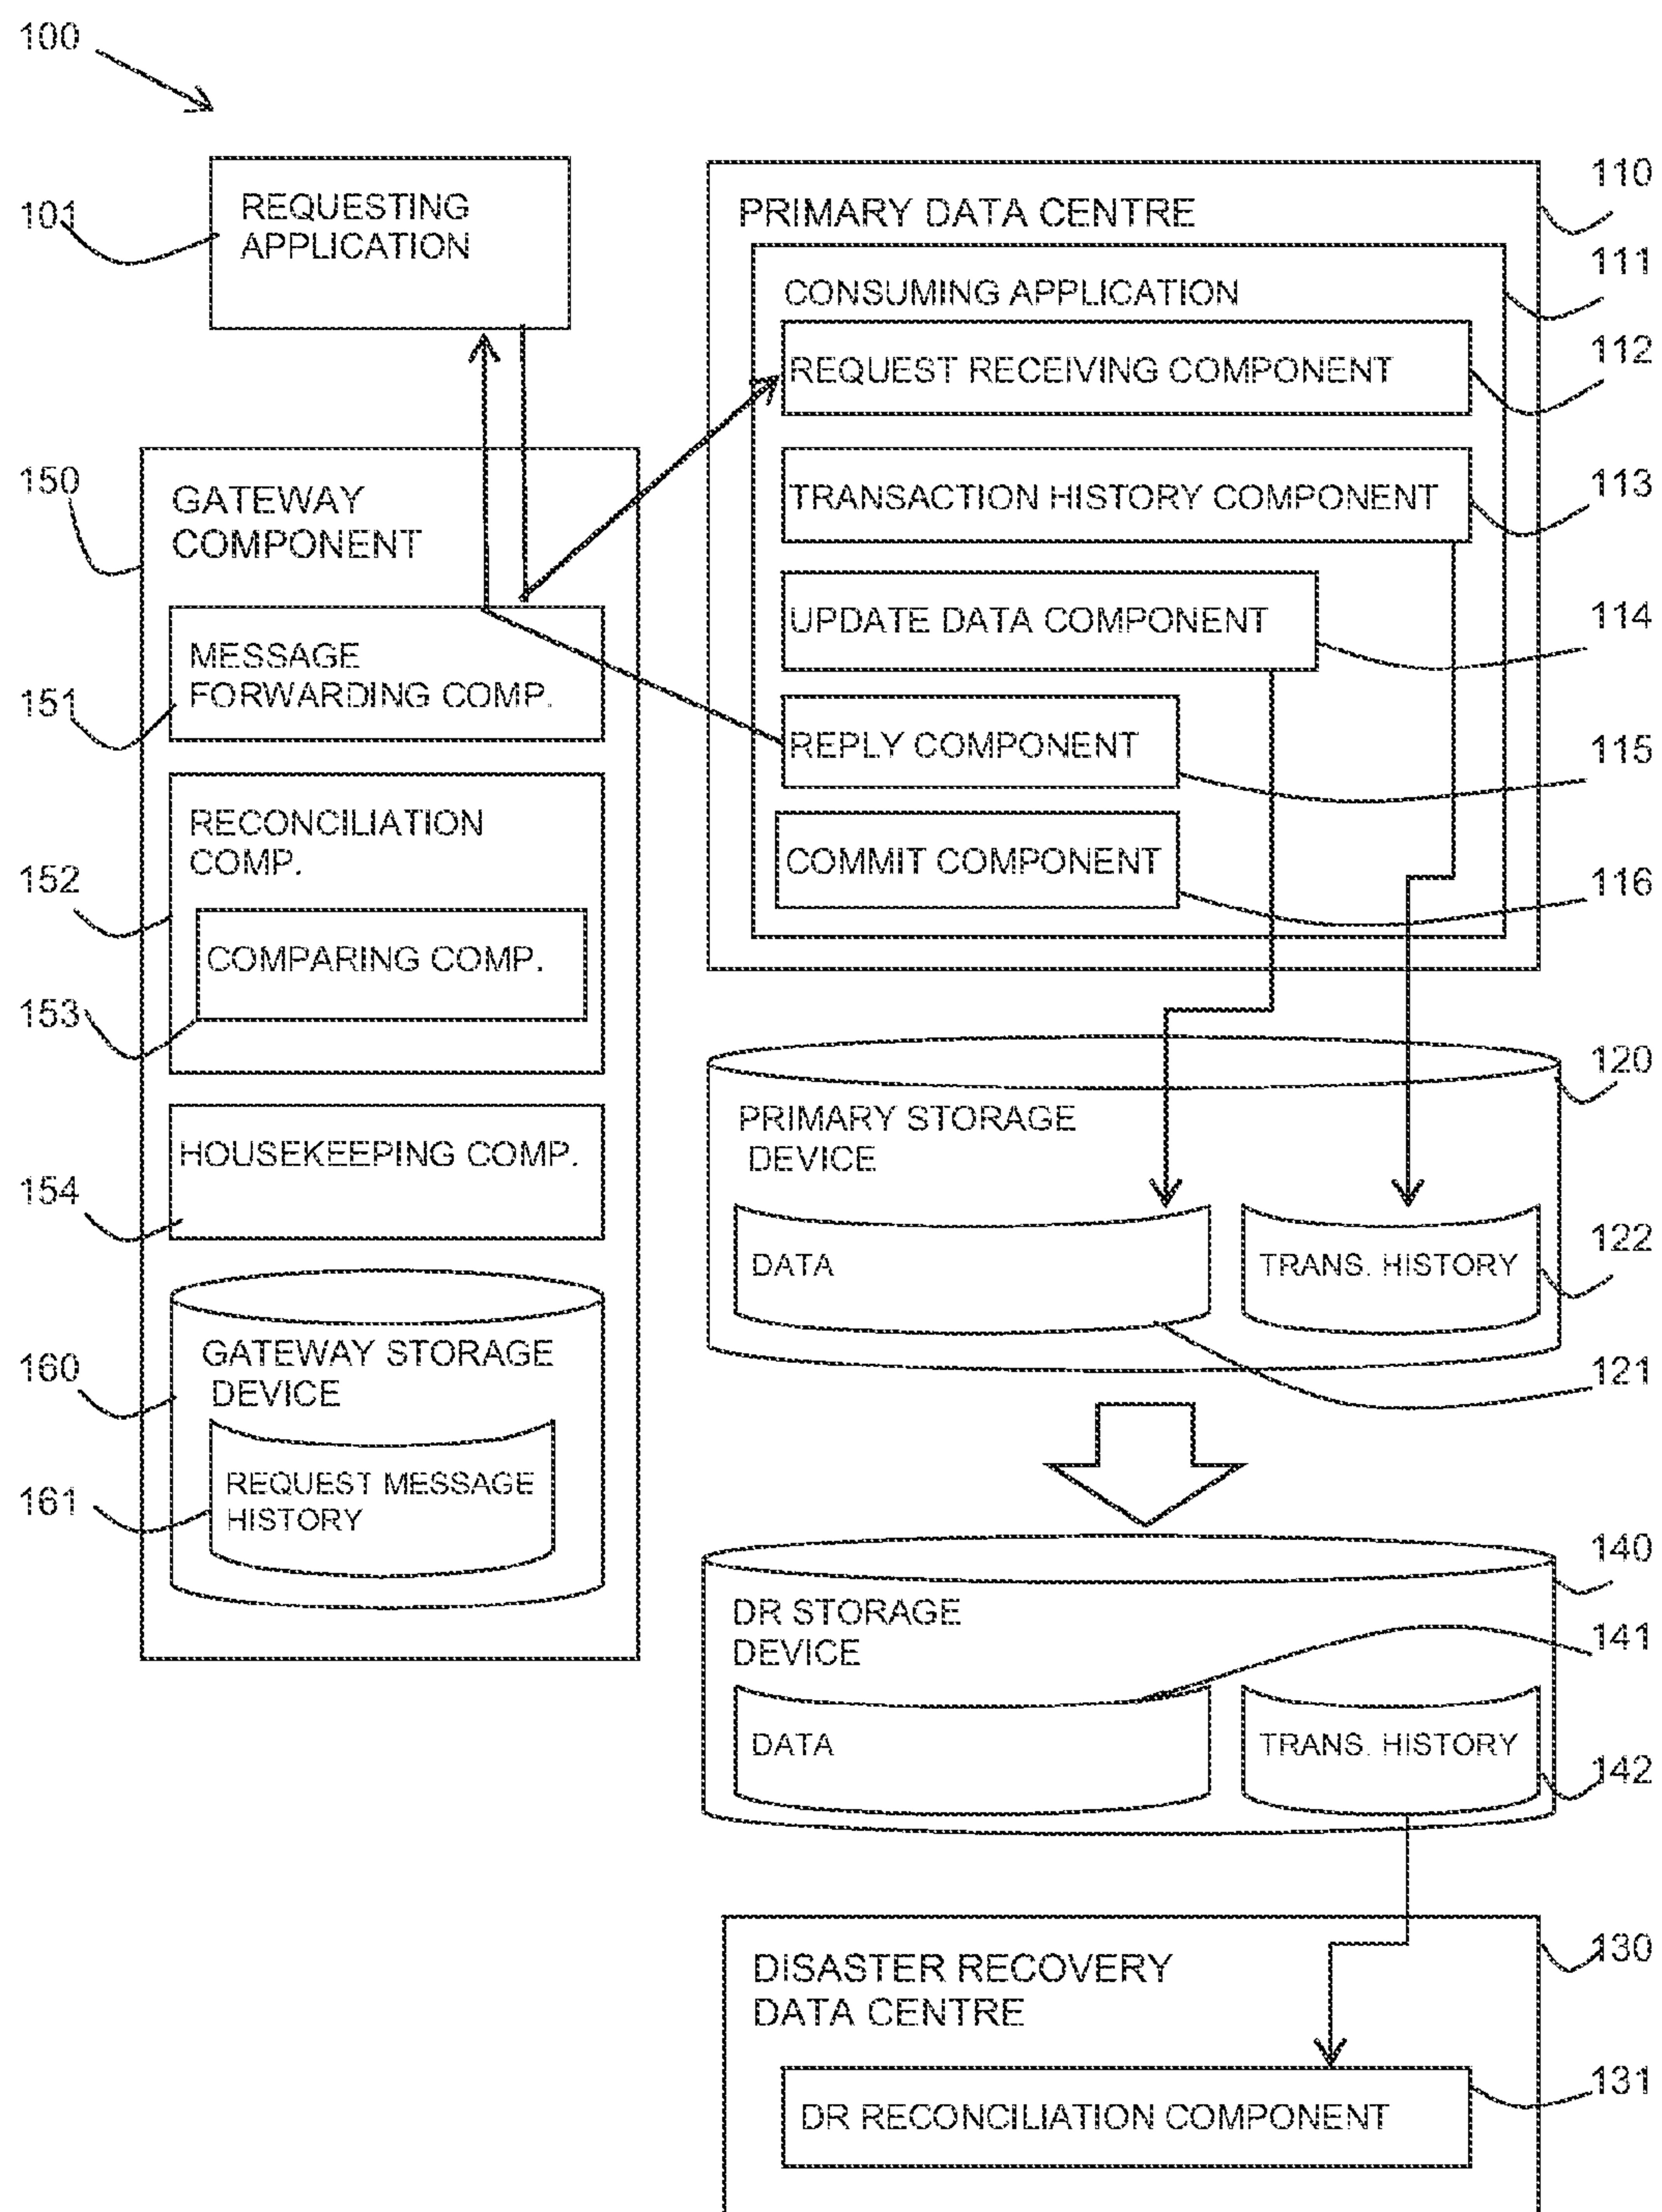 100
101
REQUESTING
APPLICATION
150
GATEWAY
COMPONENT
151
MESSAGE
FORWARDING COMP.
152
RECONCILIATION
COMP.
153
COMPARING COMP.
154
HOUSEKEEPING COMP.
160
GATEWAY STORAGE
DEVICE
161
REQUEST MESSAGE
HISTORY
110
PRIMARY DATA CENTRE
111
CONSUMING APPLICATION
112
REQUEST RECEIVING COMPONENT
113
TRANSACTION HISTORY COMPONENT
114
UPDATE DATA COMPONENT
115
REPLY COMPONENT
116
COMMIT COMPONENT
120
PRIMARY STORAGE
DEVICE
DATA
TRANS. HISTORY
122
121
140
DR STORAGE
DEVICE
141
DATA
TRANS. HISTORY
142
130
DISASTER RECOVERY
DATA CENTRE
131
DR RECONCILIATION COMPONENT